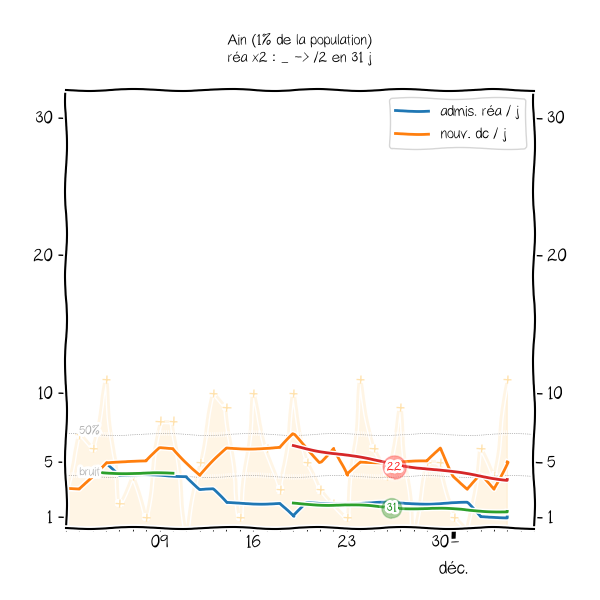 Ain (1% de la population)
réa x2 : _ -> /2 en 31 j
admis. réa / j
nouv. dc / j
30
30
20
20
10
10
50%
5
5
22
bruit
31
1
1
09
16
23
30
déc.